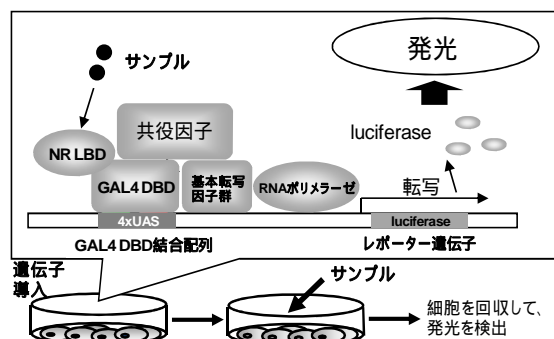 サンプル
発光
共役因子
luciferase
NR LBD
GAL4 DBD
基本転写
因子群
RNAポリメラーゼ
転写
4xUAS
luciferase
GAL4 DBD結合配列
レポーター遺伝子
遺伝子
導入
サンプル
細胞を回収して、
発光を検出